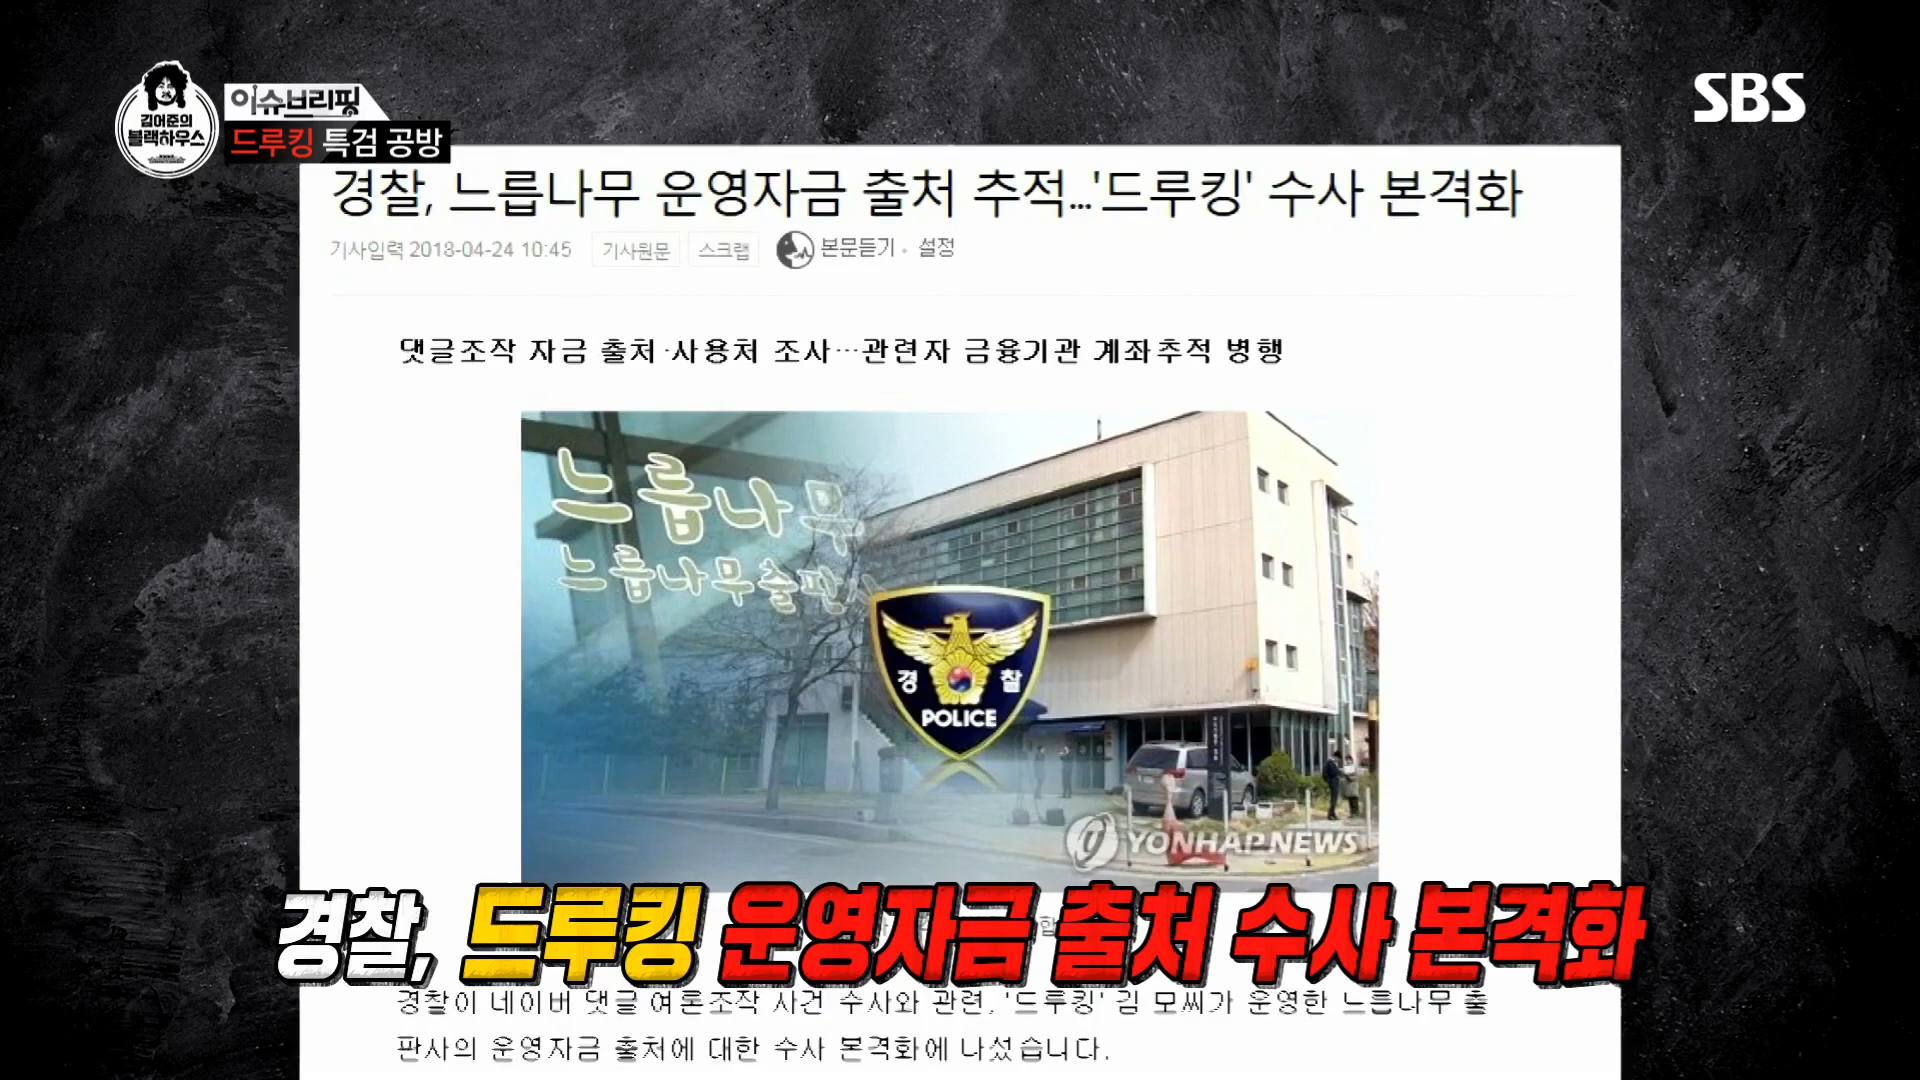 이슈브리핑
SBS
김어준의
블랙하우스
드루킹 특검 공방
경찰, 느릅나무 운영자금 출처 추적...'드루킹' 수사 본격화
기사입력 2018-04-24 10:45 기사원문 스크랩 본문듣기 · 설정
댓글조작 자금 출처·사용처 조사…관련자 금융기관 계좌추적 병행
느릅나무
느릅나무출판사
경 찰
POLICE
YONHAPNEWS
경찰, 드루킹 운영자금 출처 수사 본격화
경찰이 네이버 댓글 여론조작 사건 수사와 관련, '드루킹' 김 모씨가 운영한 느릅나무 출
판사의 운영자금 출처에 대한 수사 본격화에 나섰습니다.